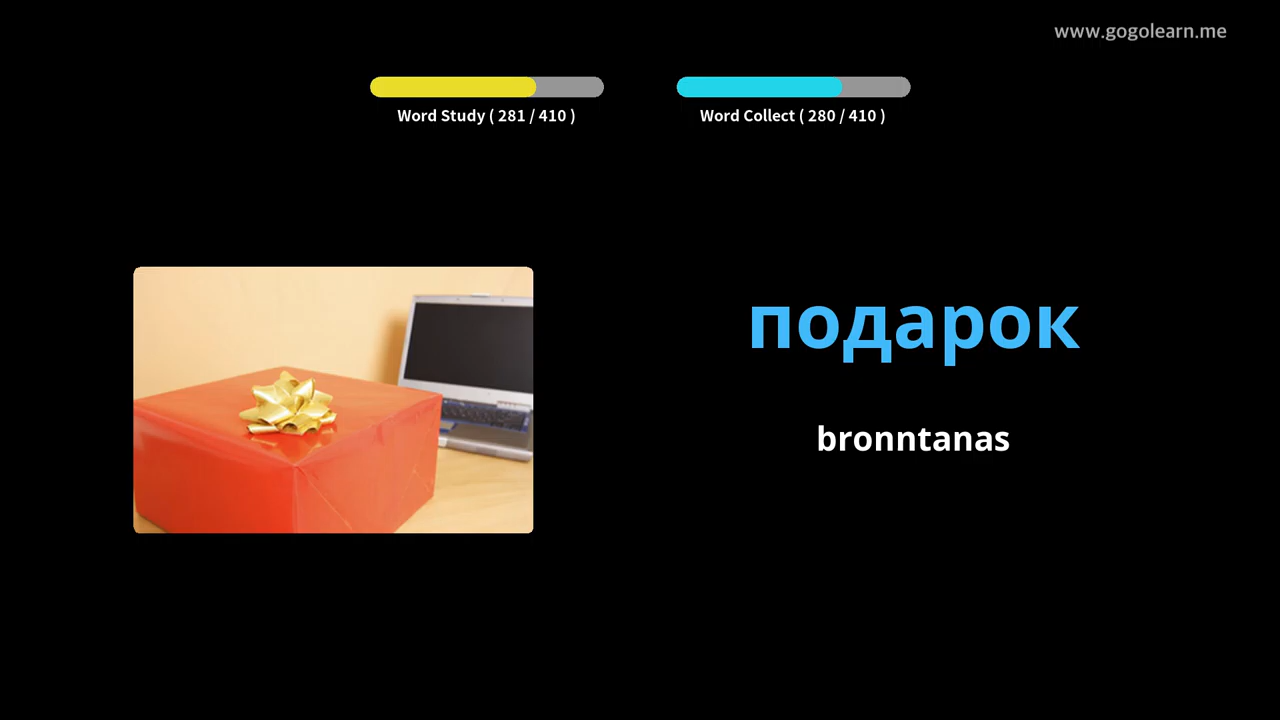 www.gogolearn.me
Word Study ( 281 / 410 )
Word Collect ( 280 / 410 )
подарок
bronntanas